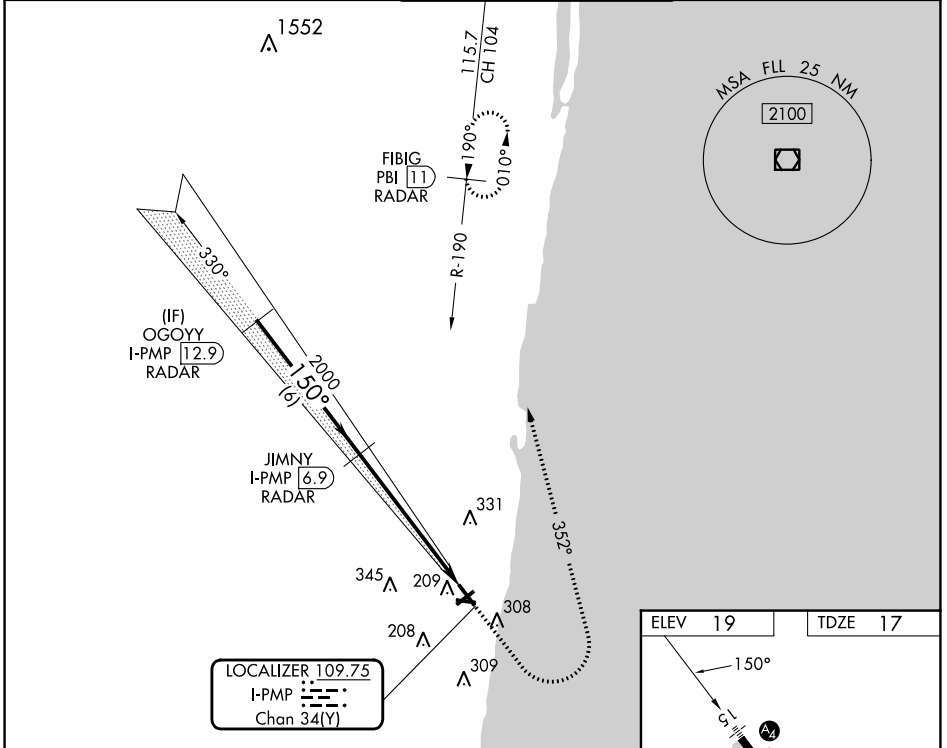 1552
115.7
CH 104
MSA FLL 25 NM
2100
190°
010°
FIBIG
PBI 11
RADAR
R-190
330°
(IF)
OGOYY
I-PMP 12.9
RADAR
2000
150°
(6)
JIMNY
I-PMP 6.9
RADAR
331
352°
345
209
308
208
309
LOCALIZER 109.75
I-PMP
Chan 34(Y)
ELEV 19
TDZE 17
150°
15
A4